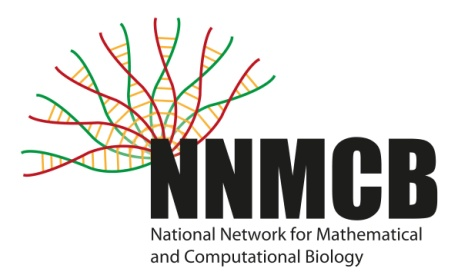 NNMCB
National Network for Mathematical
and Computational Biology